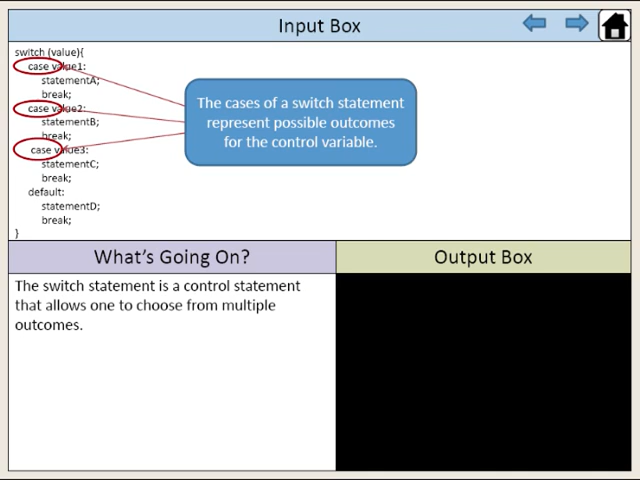 Input Box
switch (value){
case value1:
statementA;
break;
case value2:
statementB;
break;
case value3:
statementC;
break;
default:
statementD;
break;
}
The cases of a switch statement
represent possible outcomes
for the control variable.
What's Going On?
The switch statement is a control statement
that allows one to choose from multiple
outcomes.
Output Box